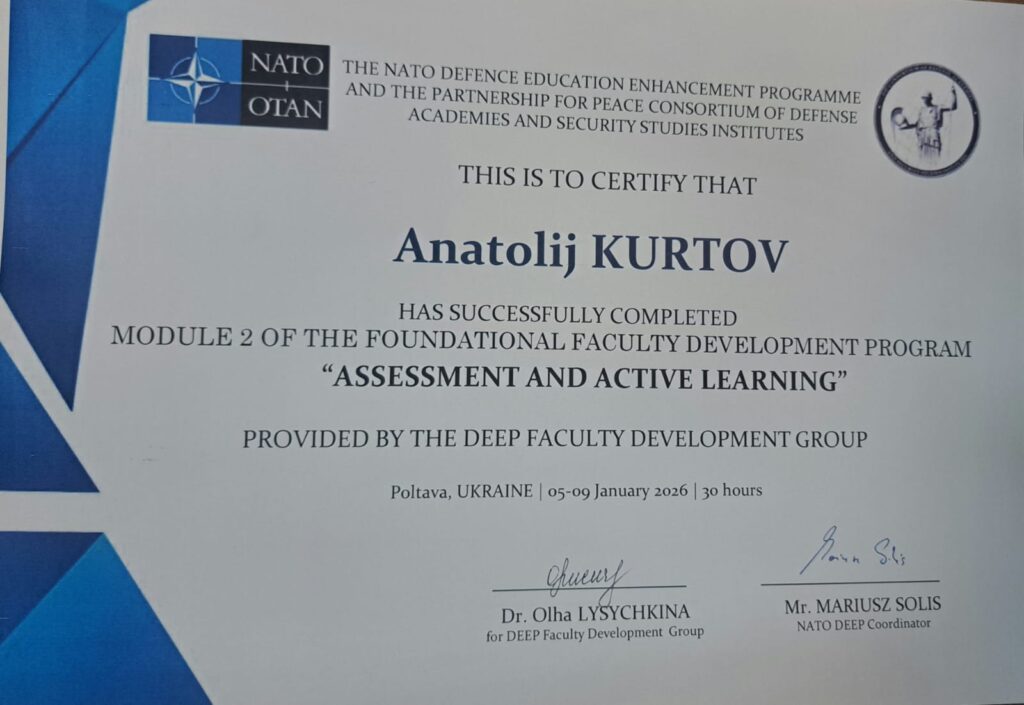 NATO
OTAN
THE NATO DEFENCE EDUCATION ENHANCEMENT PROGRAMME
AND THE PARTNERSHIP FOR PEACE CONSORTIUM OF DEFENSE
ACADEMIES AND SECURITY STUDIES INSTITUTES
THIS IS TO CERTIFY THAT
Anatolij KURTOV
HAS SUCCESSFULLY COMPLETED
MODULE 2 OF THE FOUNDATIONAL FACULTY DEVELOPMENT PROGRAM
“ASSESSMENT AND ACTIVE LEARNING”
PROVIDED BY THE DEEP FACULTY DEVELOPMENT GROUP
Poltava, UKRAINE | 05-09 January 2026 | 30 hours
Dr. Olha LYSYCHKINA
for DEEP Faculty Development Group
Mr. MARIUSZ SOLIS
NATO DEEP Coordinator